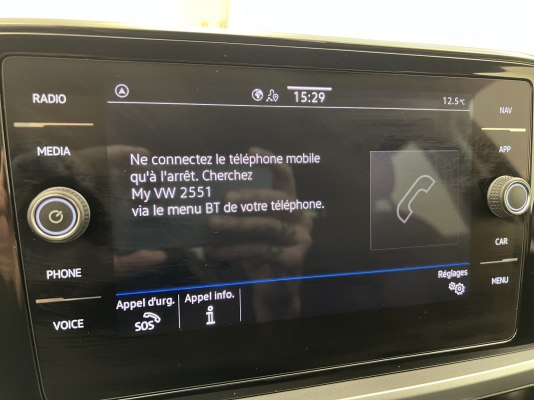 RADIO
MEDIA
PHONE
VOICE
15:29
12.5 °C
Ne connectez le téléphone mobile
qu'à l'arrêt. Cherchez
My VW 2551
via le menu BT de votre téléphone.
Réglages
Appel d'urg.
SOS
Appel info.
i
NAV
APP
CAR
MENU